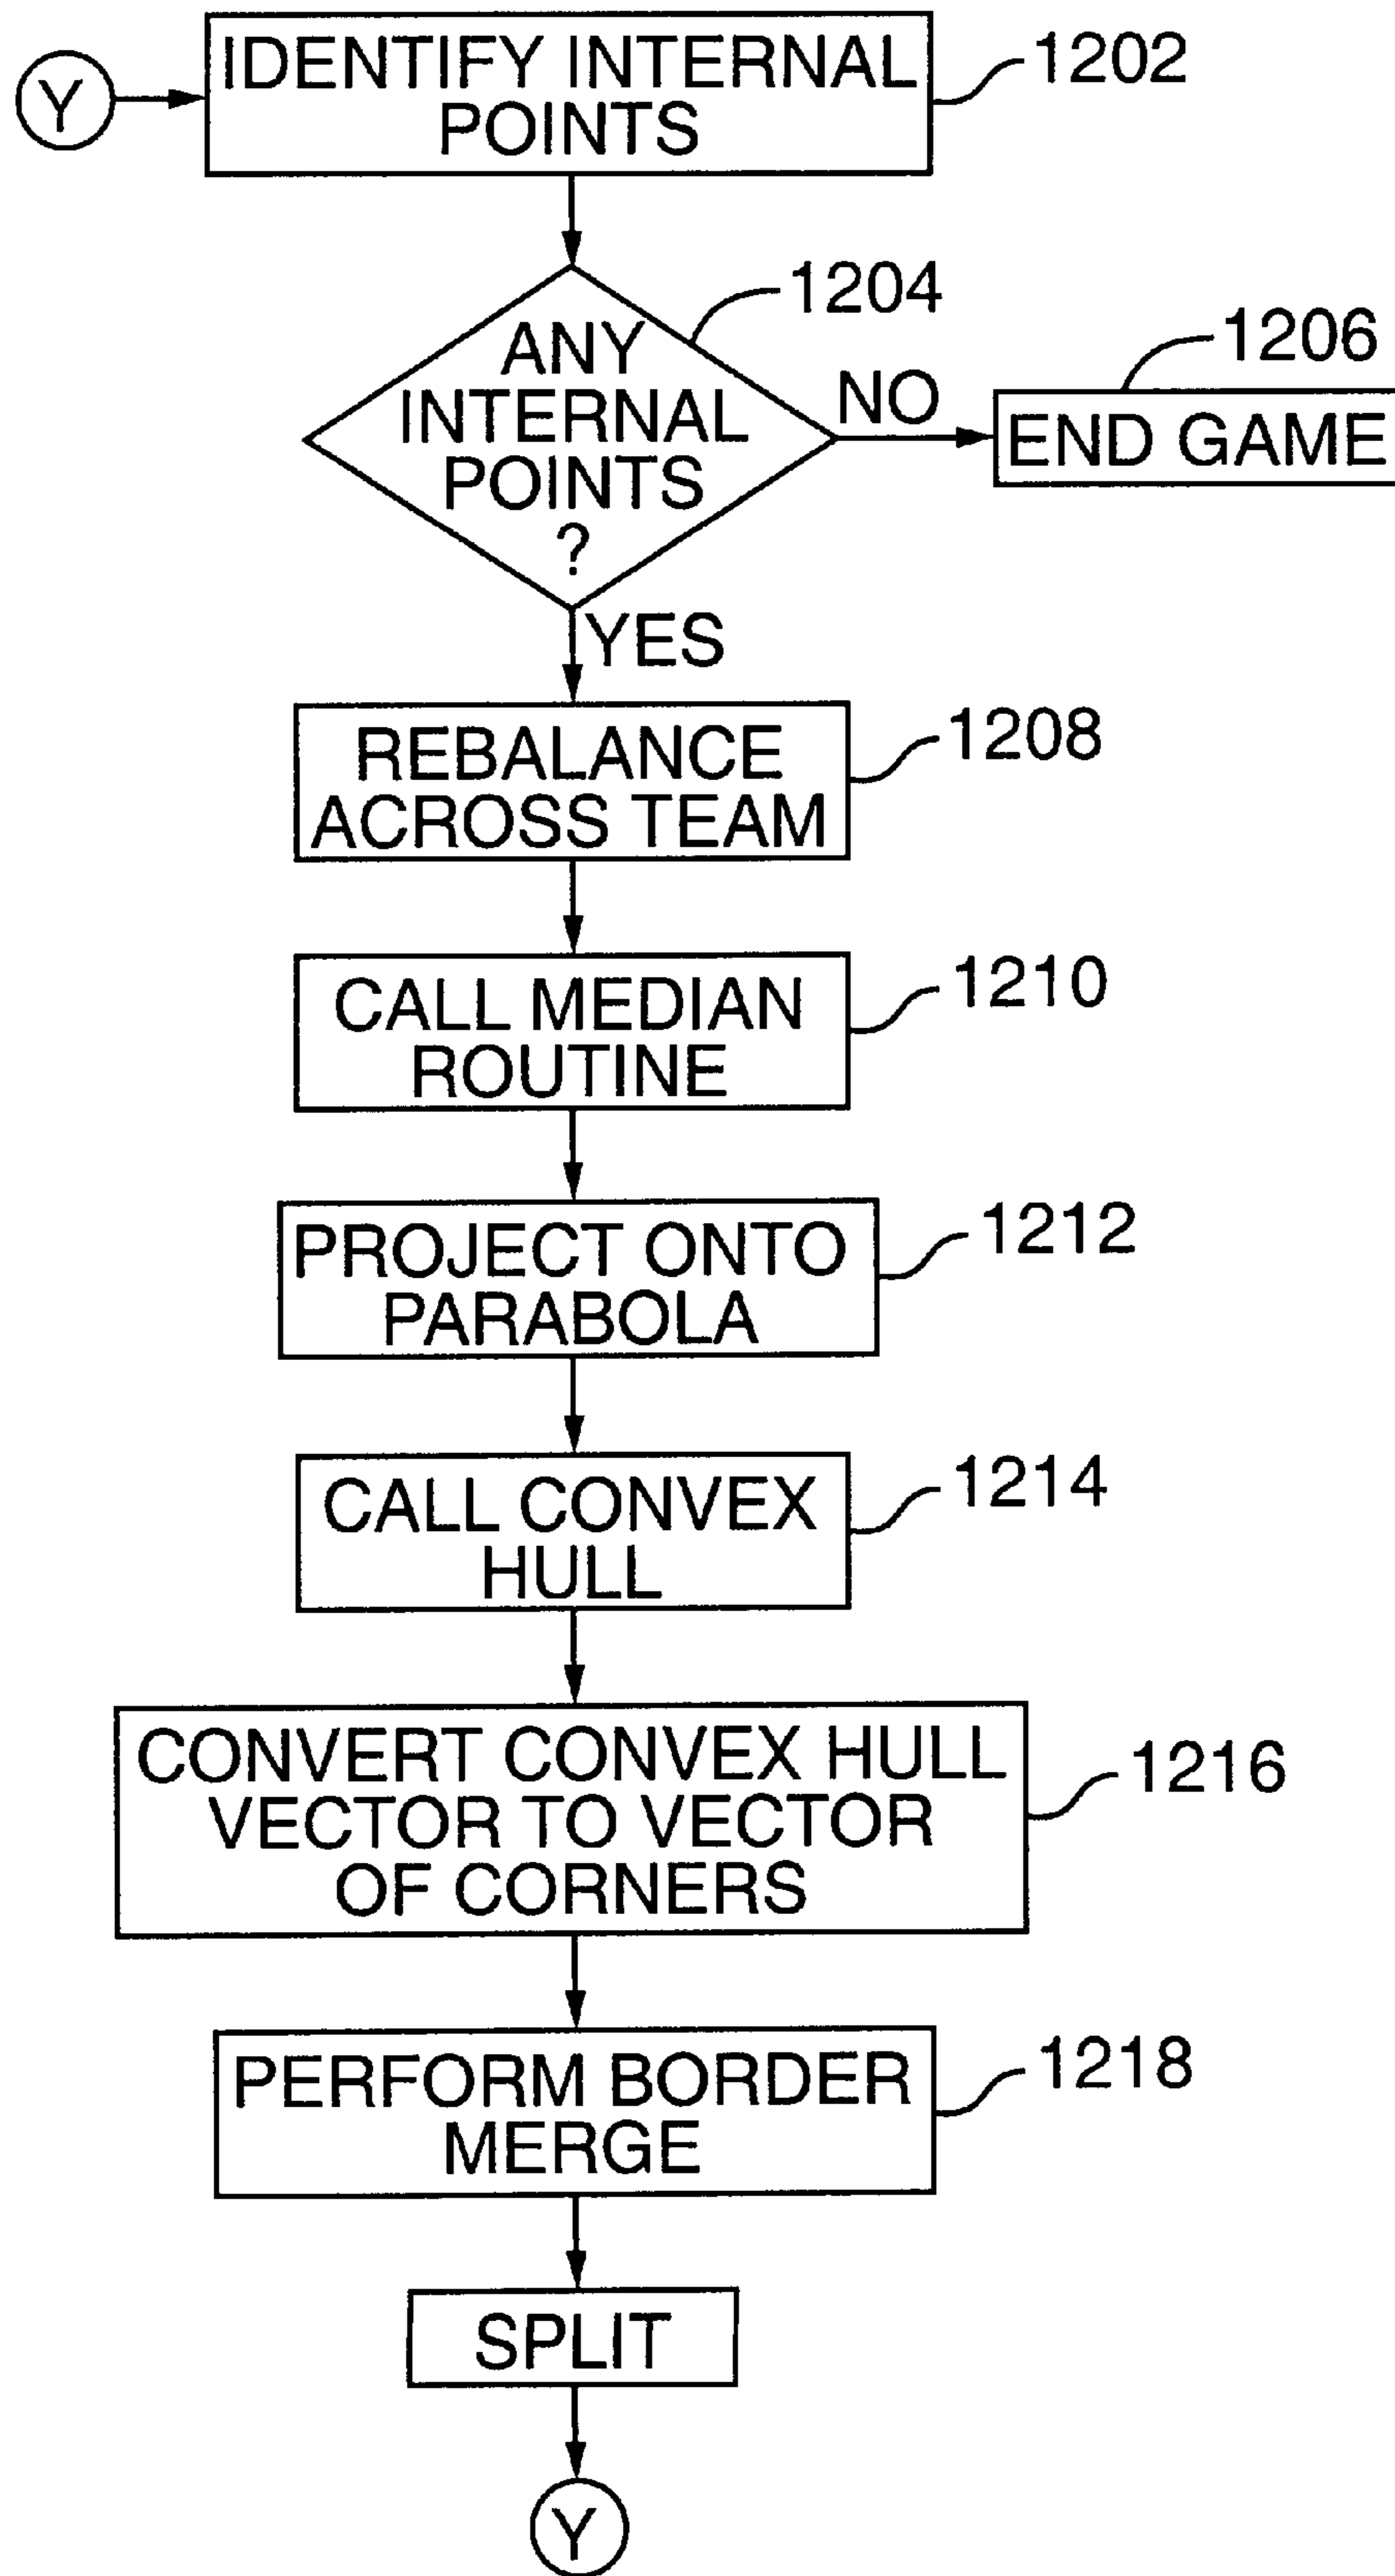 Y
IDENTIFY INTERNAL
POINTS
1202
ANY
INTERNAL
POINTS
?
1204
NO
1206
END GAME
YES
REBALANCE
ACROSS TEAM
1208
CALL MEDIAN
ROUTINE
1210
PROJECT ONTO
PARABOLA
1212
CALL CONVEX
HULL
1214
CONVERT CONVEX HULL
VECTOR TO VECTOR
OF CORNERS
1216
PERFORM BORDER
MERGE
1218
SPLIT
Y